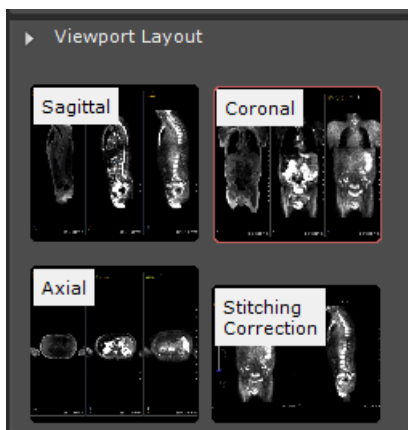 Viewport Layout
Sagittal
Coronal
Axial
Stitching
Correction